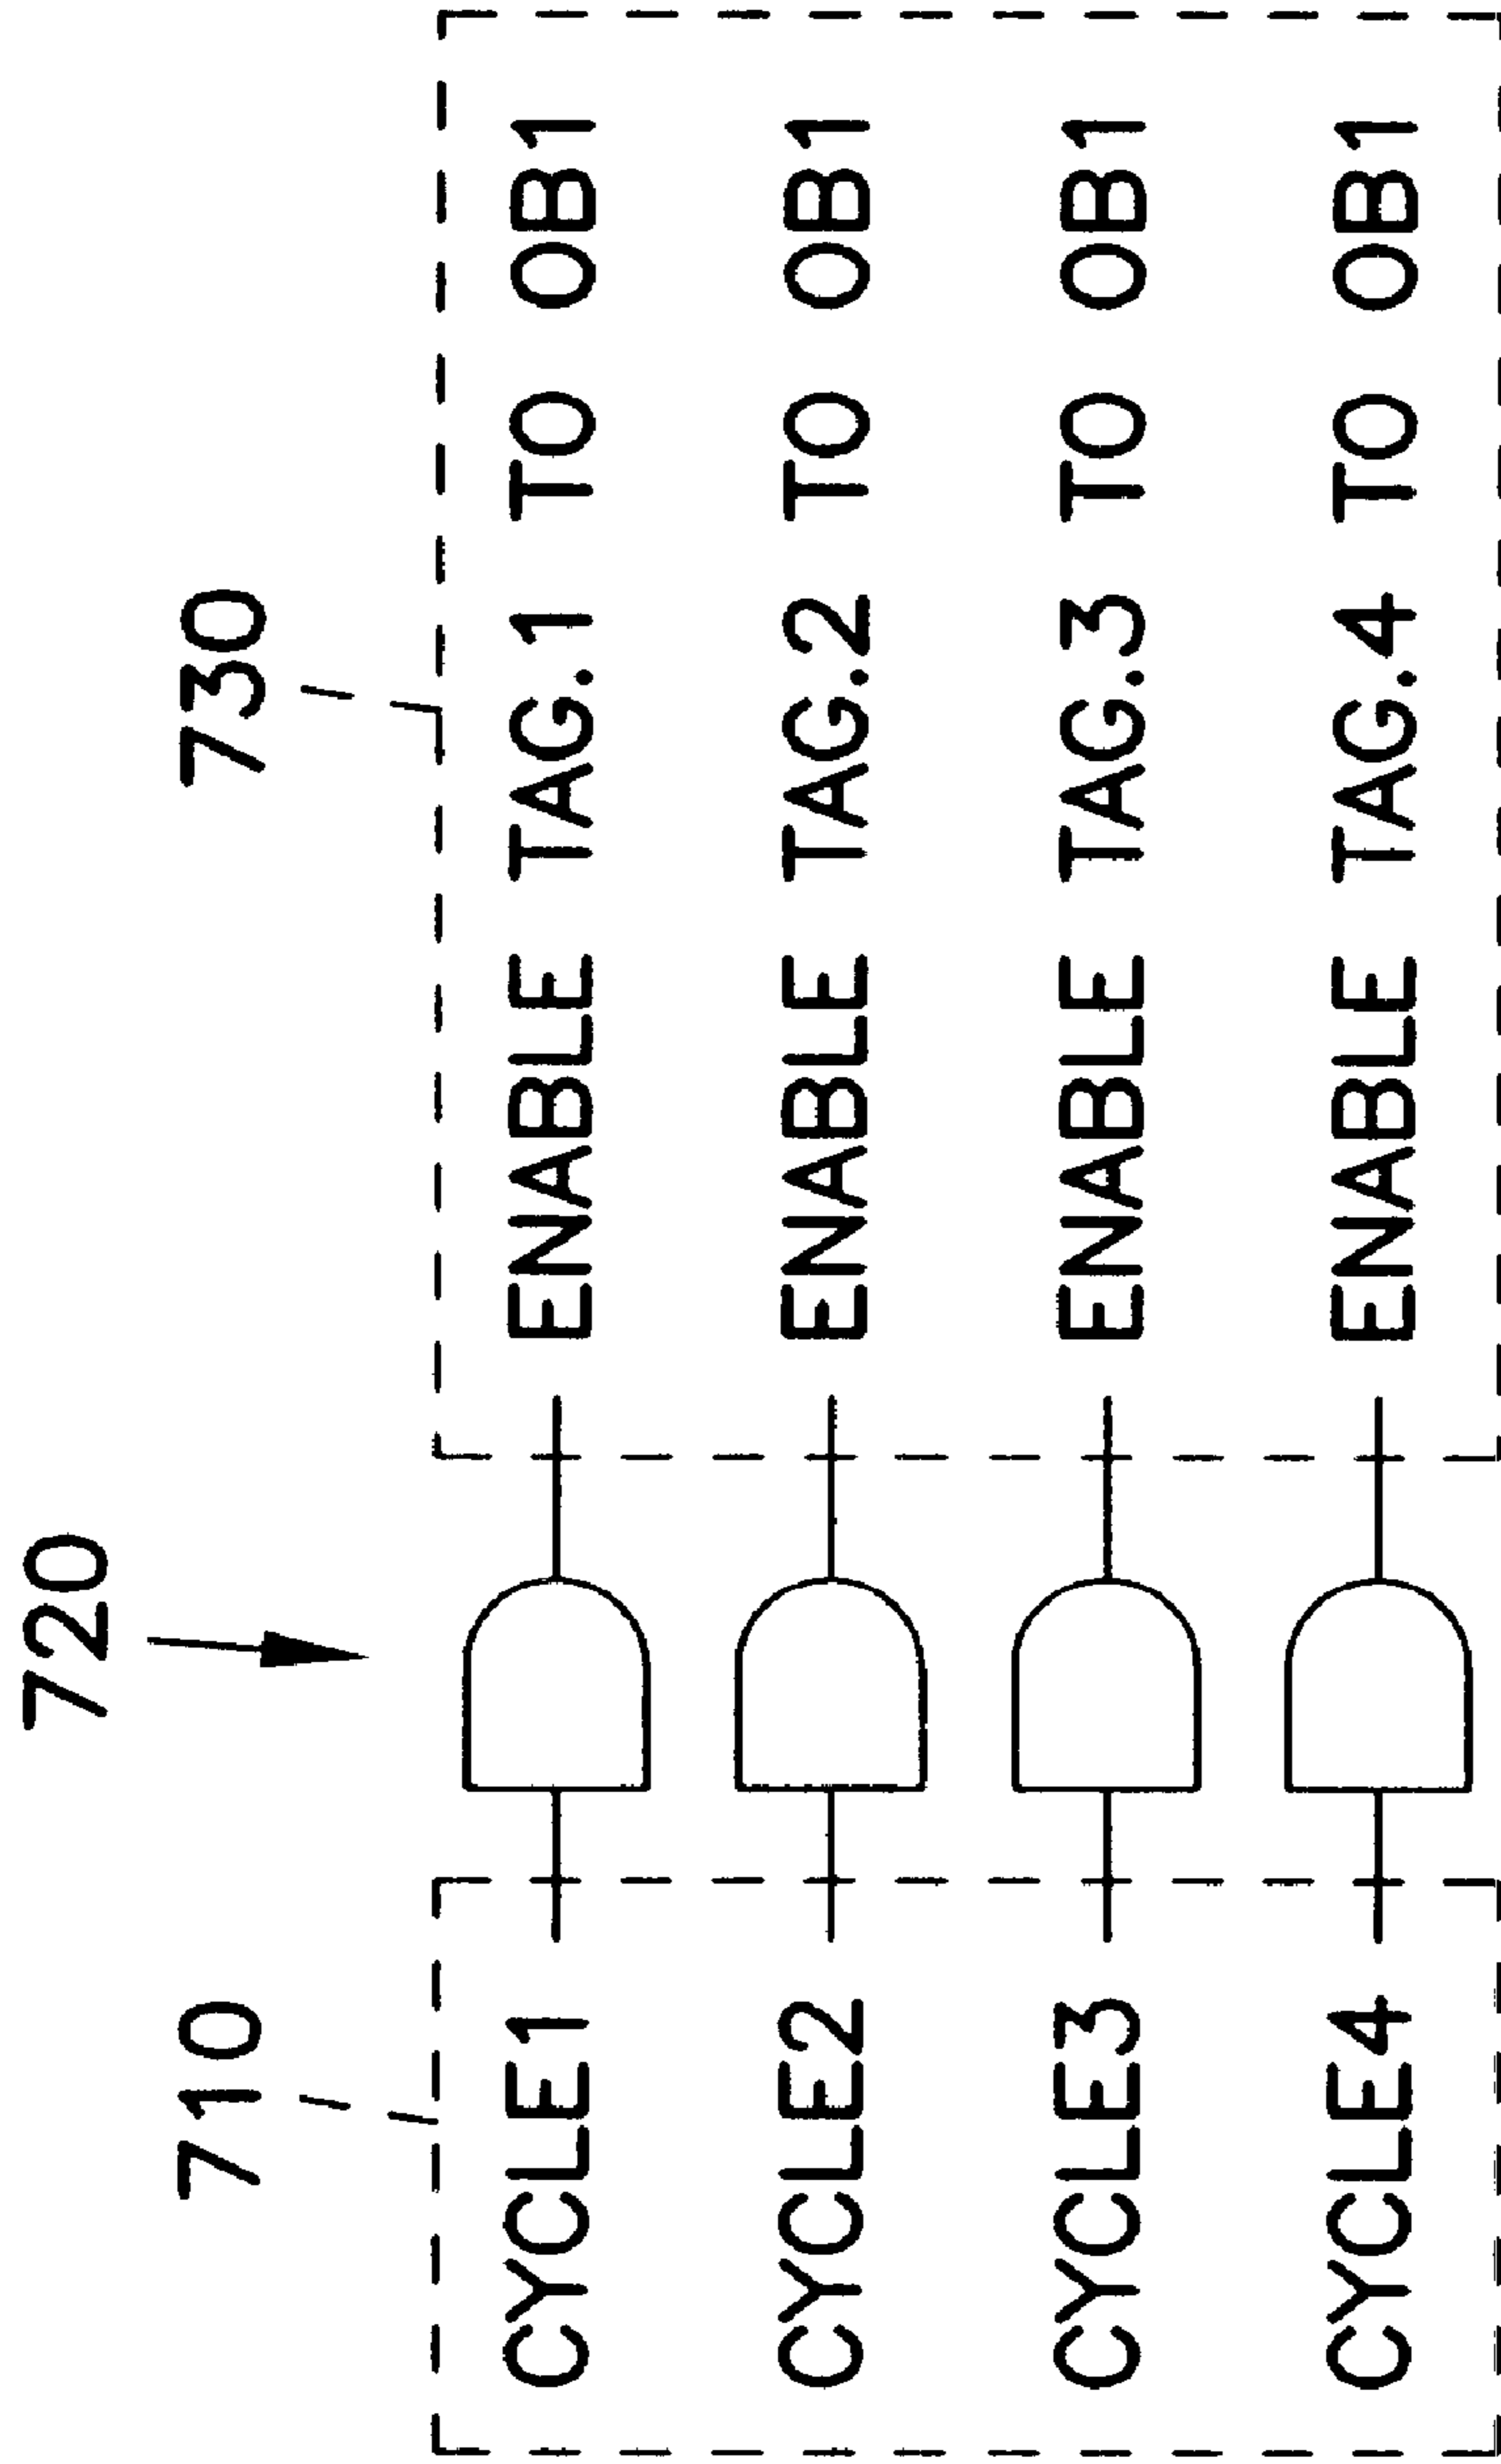 720
710
730
CYCLE1
ENABLE TAG.1 TO OB1
CYCLE2
ENABLE TAG.2 TO OB1
CYCLE3
ENABLE TAG.3 TO OB1
CYCLE4
ENABLE TAG.4 TO OB1